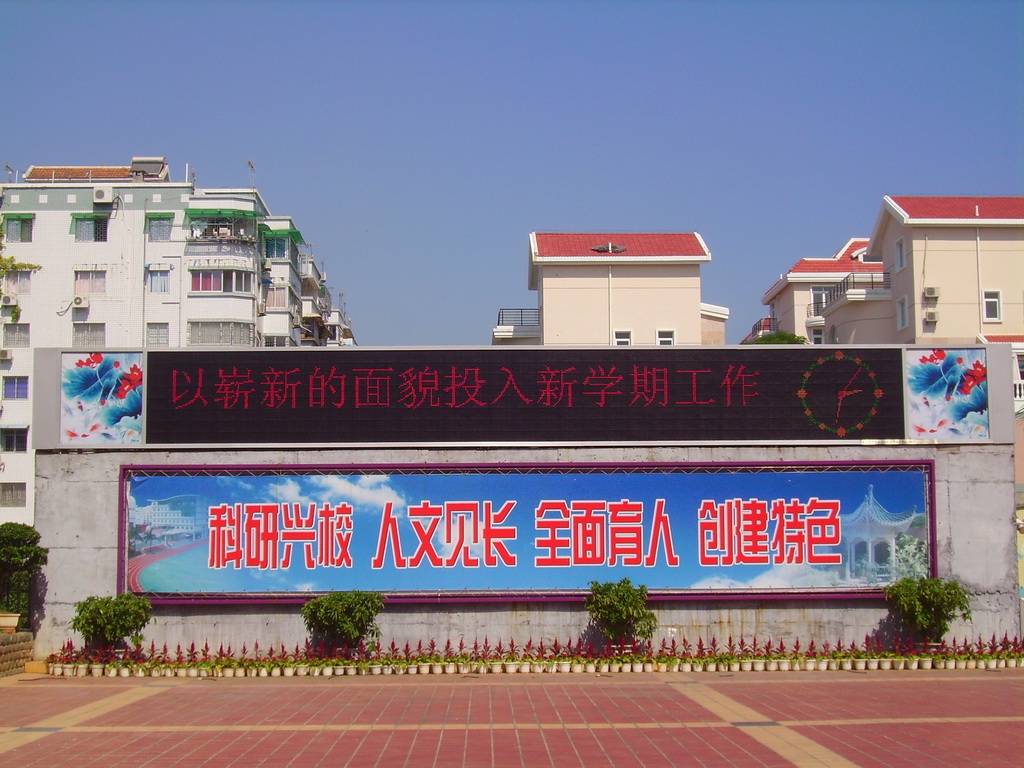 以崭新的面貌投入新学期工作
科研兴校 人文见长 全面育人 创建特色